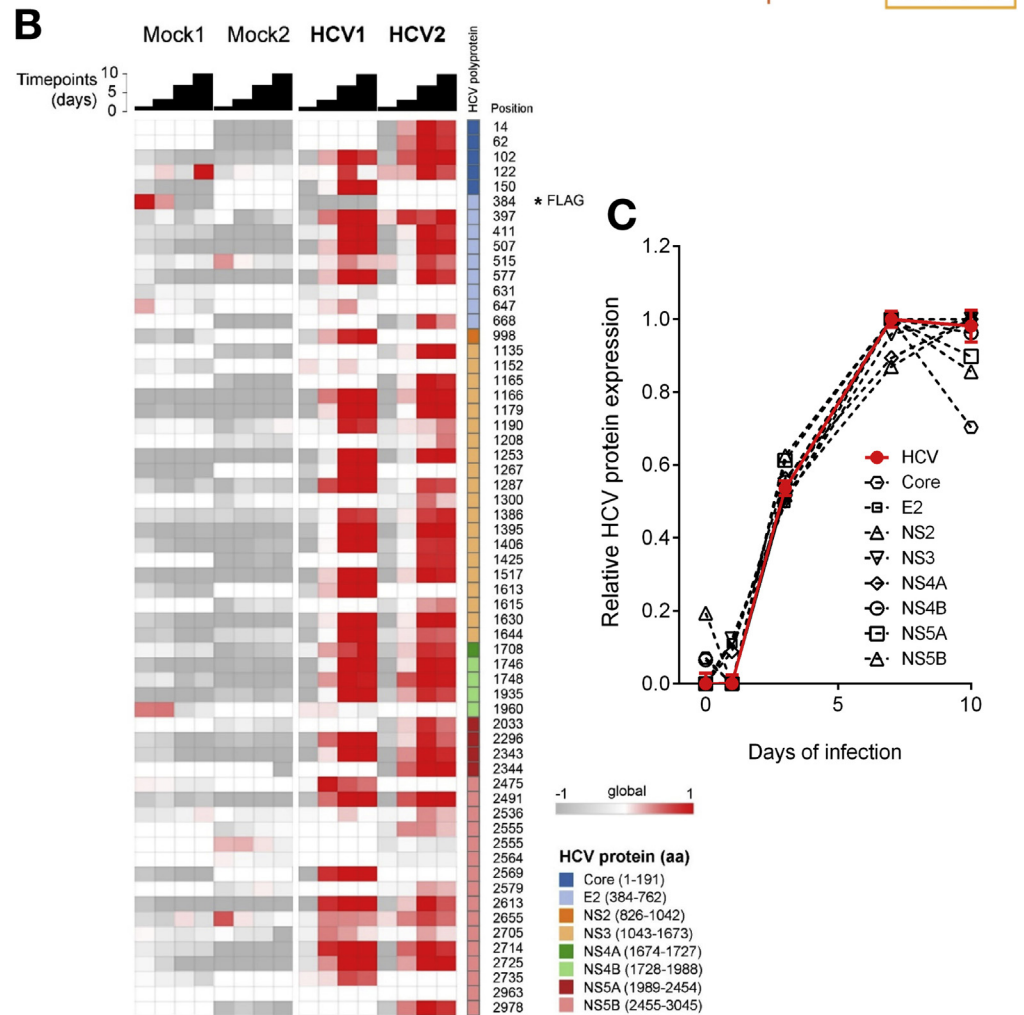 B
Mock1 Mock2 HCV1 HCV2
HCV polyprotein
Timepoints
(days)
10
5
0
Position
14
62
102
122
150
384
* FLAG
397
411
507
515
577
631
647
668
998
1135
1152
1165
1166
1179
1190
1208
1253
1267
1287
1300
1386
1395
1406
1425
1517
1613
1615
1630
1644
1708
1746
1748
1935
1960
2033
2296
2343
2344
2475
2491
2536
2555
2555
2564
2569
2579
2613
2655
2705
2714
2725
2735
2963
2978
C
Relative HCV protein expression
1.2
1.0
0.8
0.6
0.4
0.2
0.0
0 5 10
Days of infection
HCV
Core
E2
NS2
NS3
NS4A
NS4B
NS5A
NS5B
-1 global 1
HCV protein (aa)
Core (1-191)
E2 (384-762)
NS2 (826-1042)
NS3 (1043-1673)
NS4A (1674-1727)
NS4B (1728-1988)
NS5A (1989-2454)
NS5B (2455-3045)